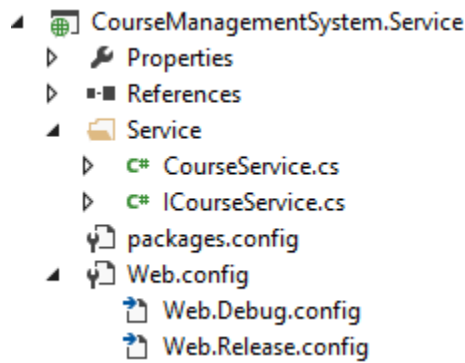 CourseManagementSystem.Service
Properties
References
Service
C# CourseService.cs
C# ICourseService.cs
packages.config
Web.config
Web.Debug.config
Web.Release.config